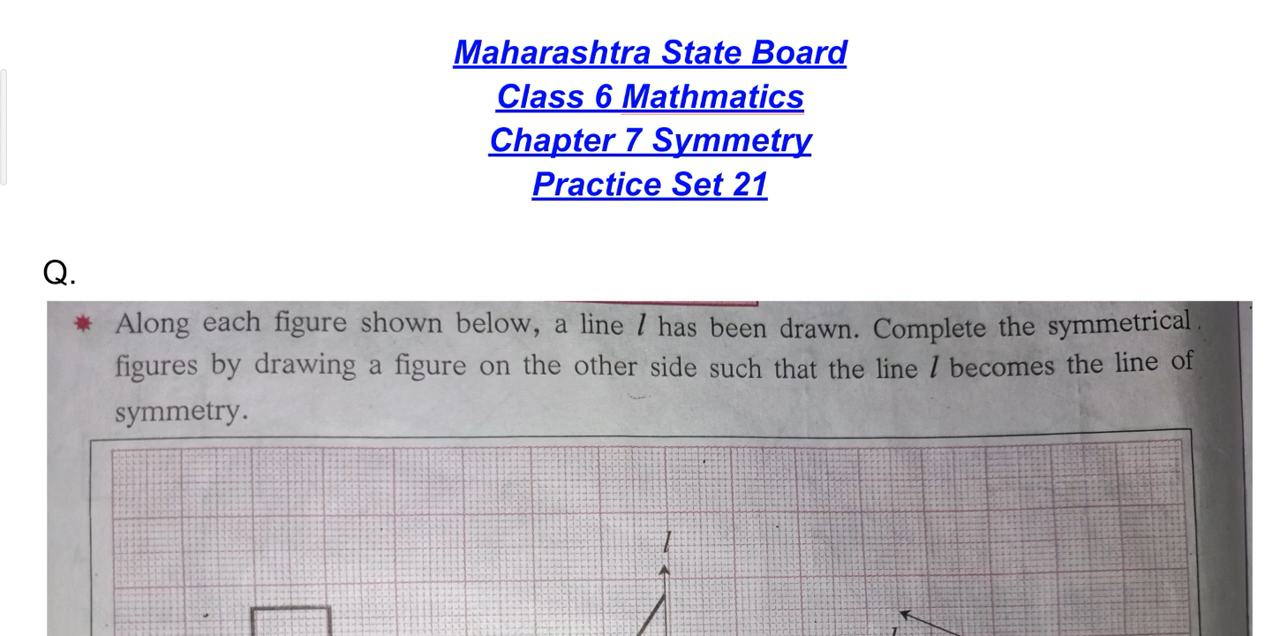 Maharashtra State Board
Class 6 Mathmatics
Chapter 7 Symmetry
Practice Set 21
Q.
Along each figure shown below, a line l has been drawn. Complete the symmetrical
figures by drawing a figure on the other side such that the line l becomes the line of
symmetry.
l
l